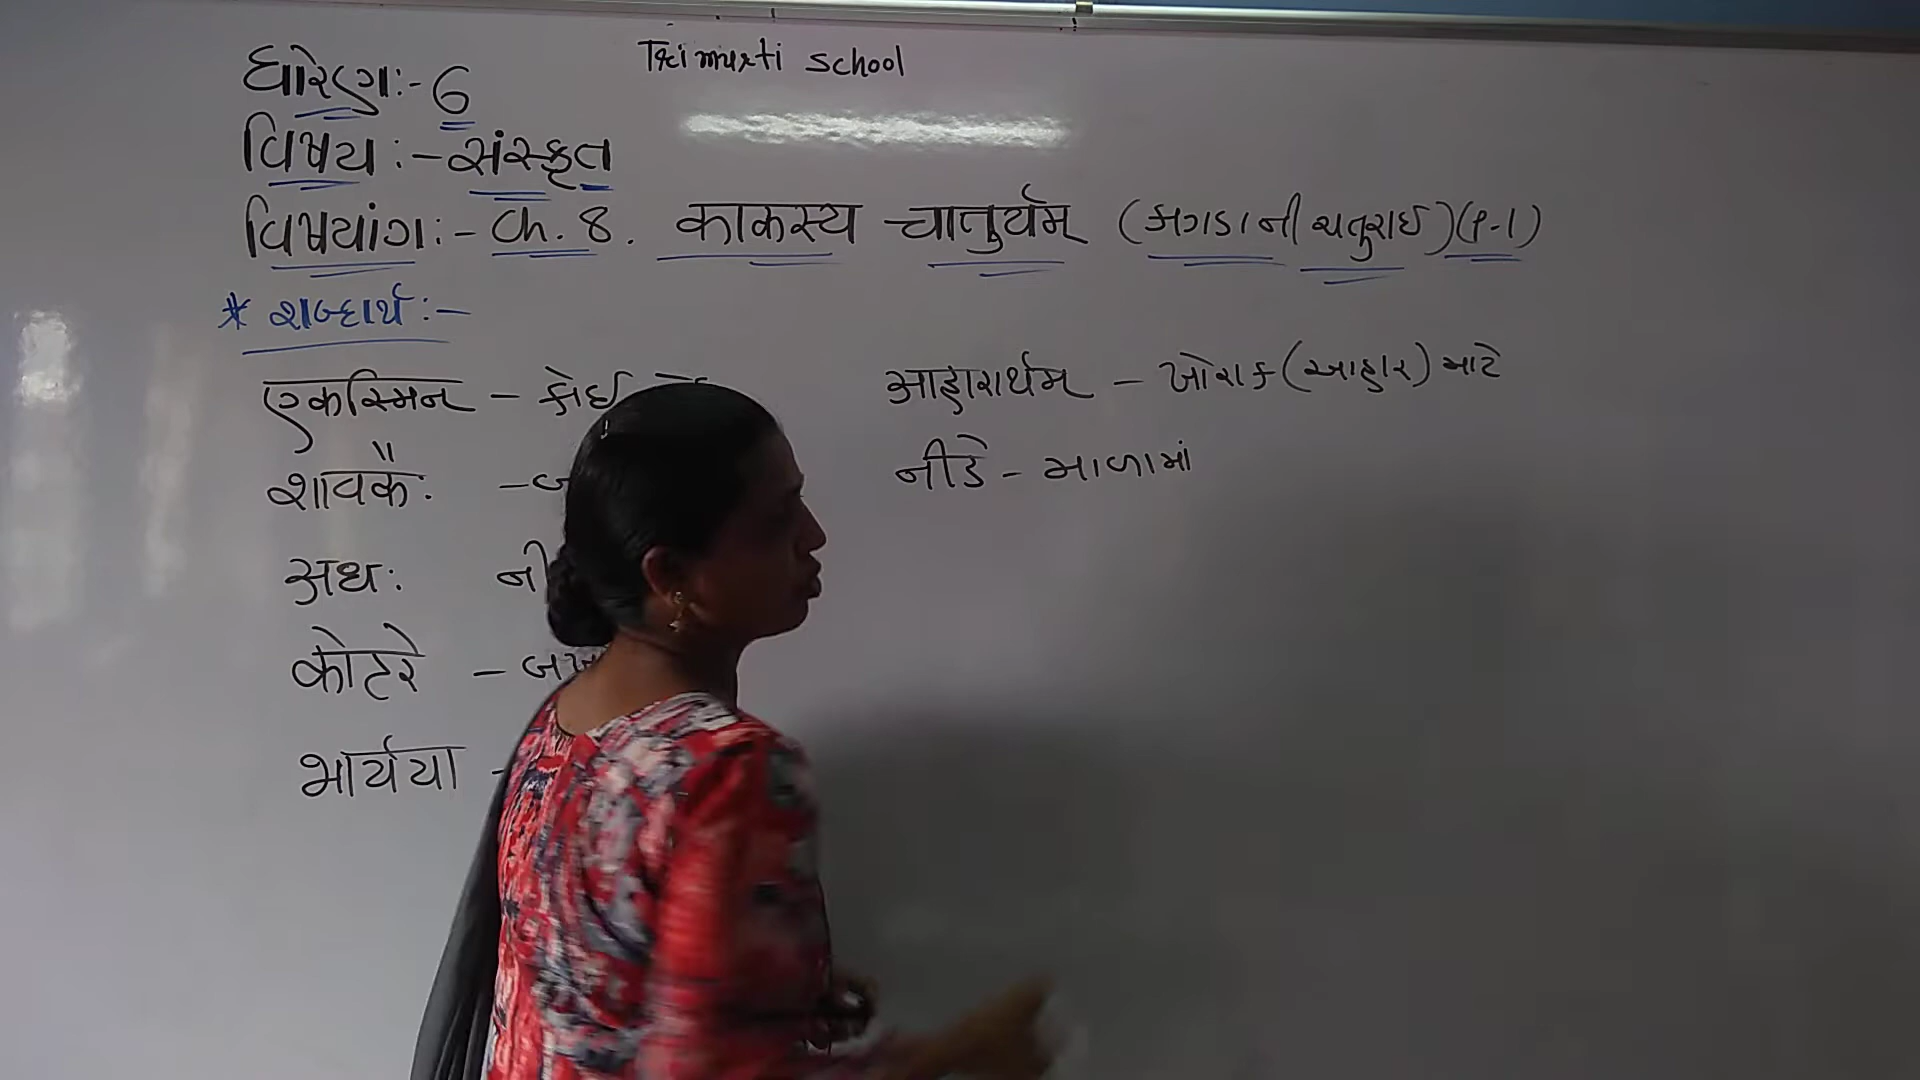 Trimurti school
ધોરણ:- 6
વિષય :- સંસ્કૃત
વિષયાંગ:- Ch. 8. काकस्य चातुर्यम् (કાગડાની ચતુરાઈ) (P-1)
* શબ્દાર્થ :-
एकस्मिन् - કોઈ
शावकैः -
अधः
कोटरे -
भार्यया -
आहारार्थम् - ખોરાક (આહાર) માટે
नीडे - માળામાં